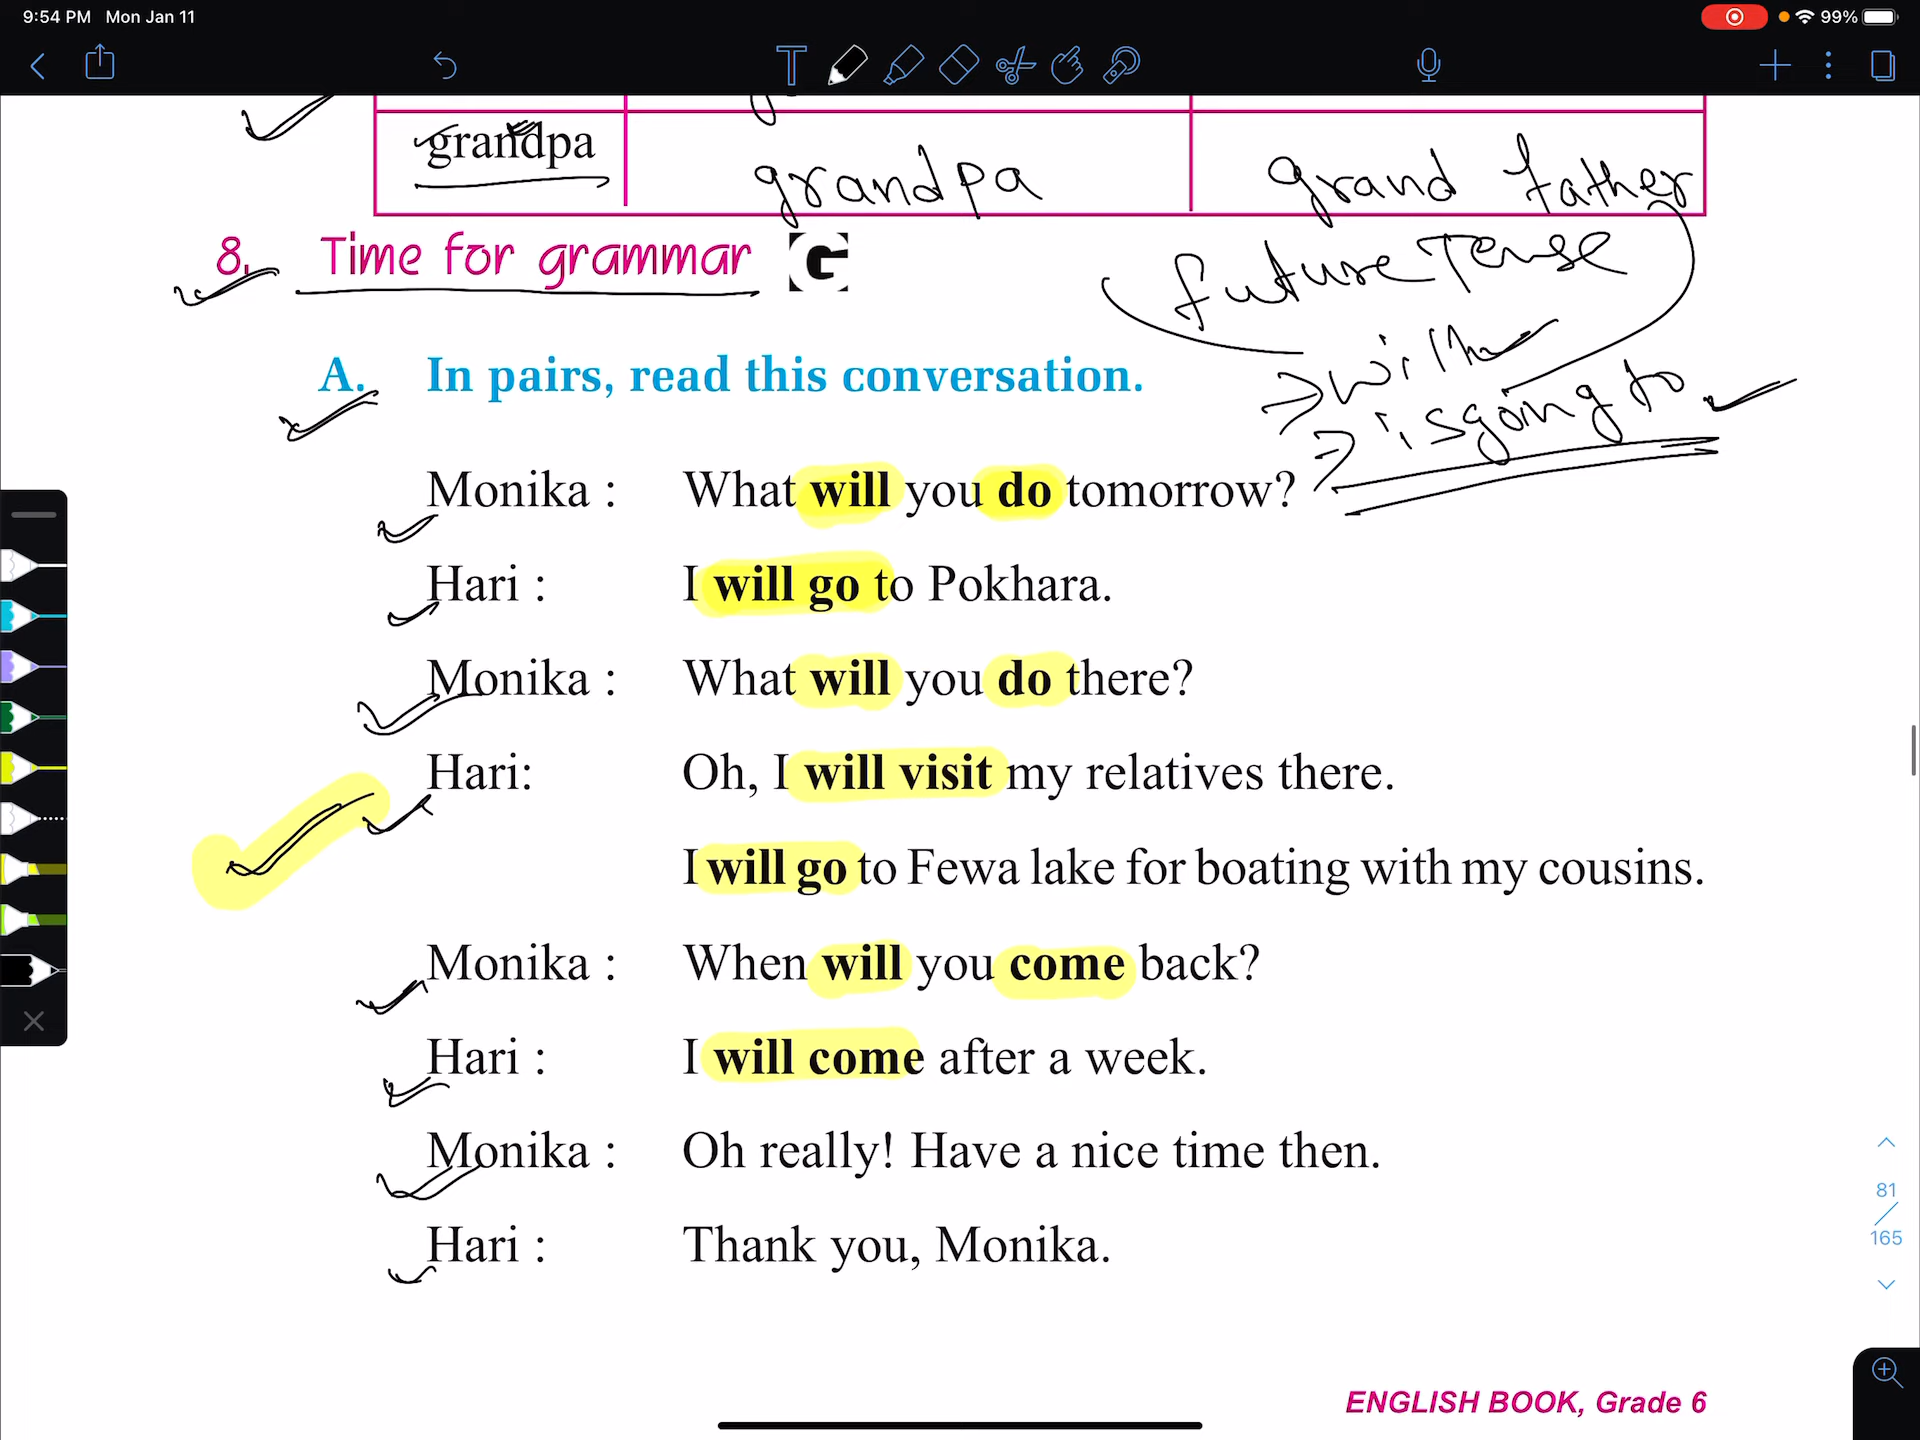 9:54 PM Mon Jan 11
99%
grandpa grandpa grand father
8. Time for grammar G
future Tense
A. In pairs, read this conversation.
⇒ will
⇒ is going to
Monika : What will you do tomorrow?
Hari : I will go to Pokhara.
Monika : What will you do there?
Hari: Oh, I will visit my relatives there.
I will go to Fewa lake for boating with my cousins.
Monika : When will you come back?
Hari : I will come after a week.
Monika : Oh really! Have a nice time then.
Hari : Thank you, Monika.
81
/
165
ENGLISH BOOK, Grade 6